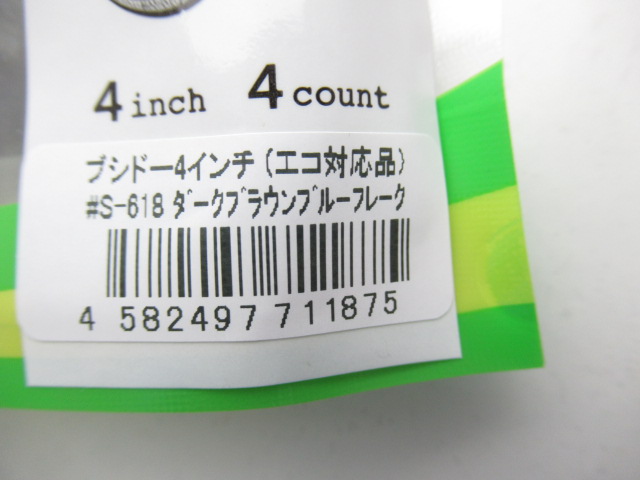 4 inch 4 count
ブシドー4インチ(エコ対応品)
#S-618 ダークブラウンブルーフレーク
4 582497 711875